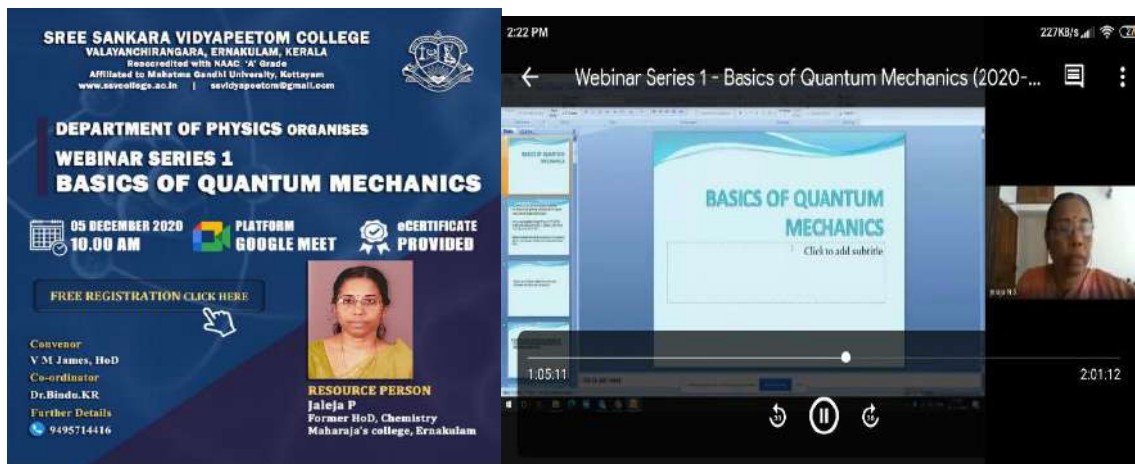 SREE SANKARA VIDYAPEETOM COLLEGE
VALAYANCHIRANGARA, ERNAKULAM, KERALA
Reaccredited with NAAC 'A' Grade
Affiliated to Mahatma Gandhi University, Kottayam
www.ssvcollege.ac.in | ssvidyapeetom@gmail.com
DEPARTMENT OF PHYSICS ORGANISES
WEBINAR SERIES 1
BASICS OF QUANTUM MECHANICS
05 DECEMBER 2020
10.00 AM
PLATFORM
GOOGLE MEET
eCERTIFICATE
PROVIDED
FREE REGISTRATION CLICK HERE
Convenor
V M James, HoD
Co-ordinator
Dr.Bindu.KR
Further Details
9495714416
RESOURCE PERSON
Jaleja P
Former HoD, Chemistry
Maharaja's college, Ernakulam
2:22 PM
227KB/s
Webinar Series 1 - Basics of Quantum Mechanics (2020-...
BASICS OF QUANTUM
MECHANICS
BASICS OF QUANTUM
MECHANICS
Click to add subtitle
1:05.11
2:01.12